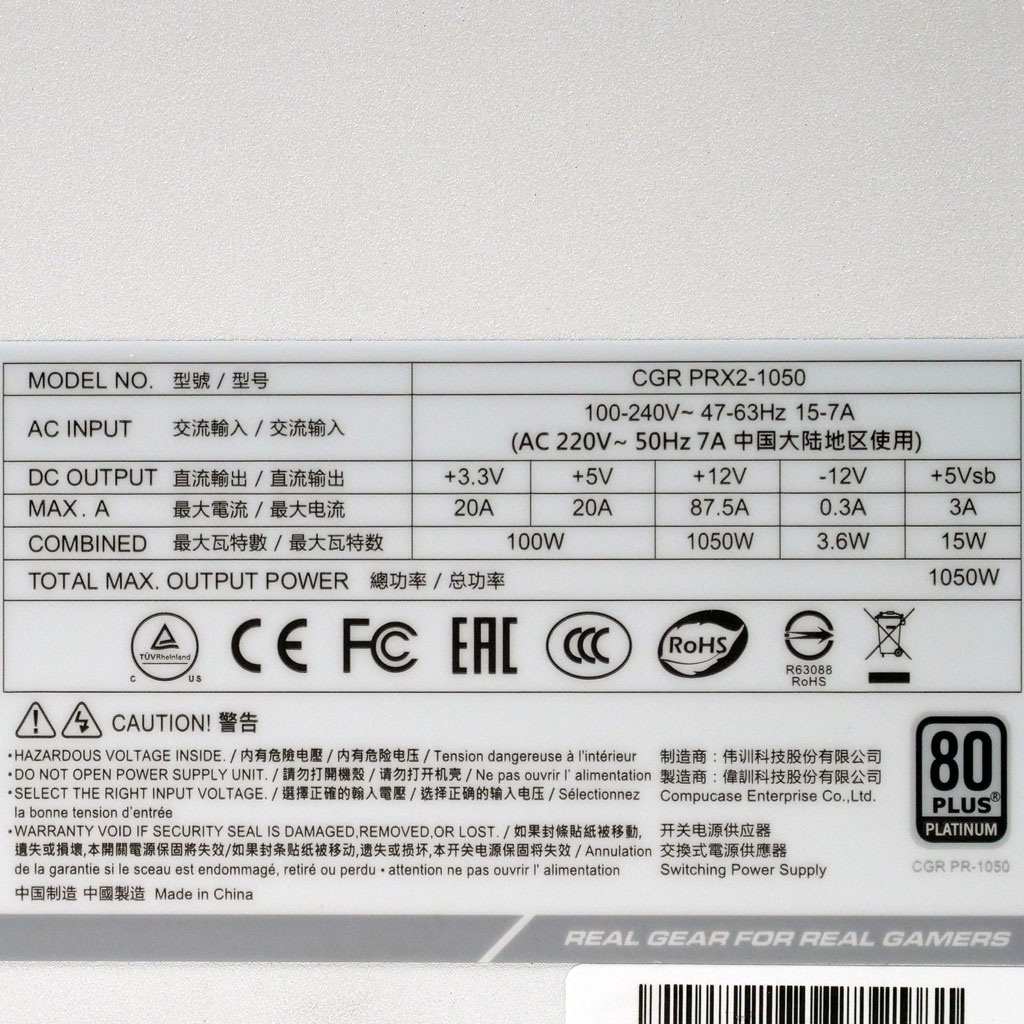 MODEL NO. 型號 / 型号 CGR PRX2-1050
AC INPUT 交流輸入 / 交流输入 100-240V~ 47-63Hz 15-7A
(AC 220V~ 50Hz 7A 中国大陆地区使用)
DC OUTPUT 直流輸出 / 直流输出 +3.3V +5V +12V -12V +5Vsb
MAX. A 最大電流 / 最大电流 20A 20A 87.5A 0.3A 3A
COMBINED 最大瓦特數 / 最大瓦特数 100W 1050W 3.6W 15W
TOTAL MAX. OUTPUT POWER 總功率 / 总功率 1050W
TÜVRheinland
C US
CE FC EAC CCC RoHS
R63088
RoHS
CAUTION! 警告
•HAZARDOUS VOLTAGE INSIDE. / 內有危險電壓 / 内有危险电压 / Tension dangereuse à l'intérieur
•DO NOT OPEN POWER SUPPLY UNIT. / 請勿打開機殼 / 请勿打开机壳 / Ne pas ouvrir l' alimentation
•SELECT THE RIGHT INPUT VOLTAGE. / 選擇正確的輸入電壓 / 选择正确的输入电压 / Sélectionnez
la bonne tension d'entrée
•WARRANTY VOID IF SECURITY SEAL IS DAMAGED,REMOVED,OR LOST. / 如果封條貼紙被移動,
遺失或損壞,本開關電源保固將失效/如果封条贴纸被移动,遗失或损坏,本开关电源保固将失效 / Annulation
de la garantie si le sceau est endommagé, retiré ou perdu • attention ne pas ouvrir l' alimentation
中国制造 中國製造 Made in China
制造商：伟训科技股份有限公司
製造商：偉訓科技股份有限公司
Compucase Enterprise Co.,Ltd.
开关电源供应器
交換式電源供應器
Switching Power Supply
80
PLUS®
PLATINUM
CGR PR-1050
REAL GEAR FOR REAL GAMERS